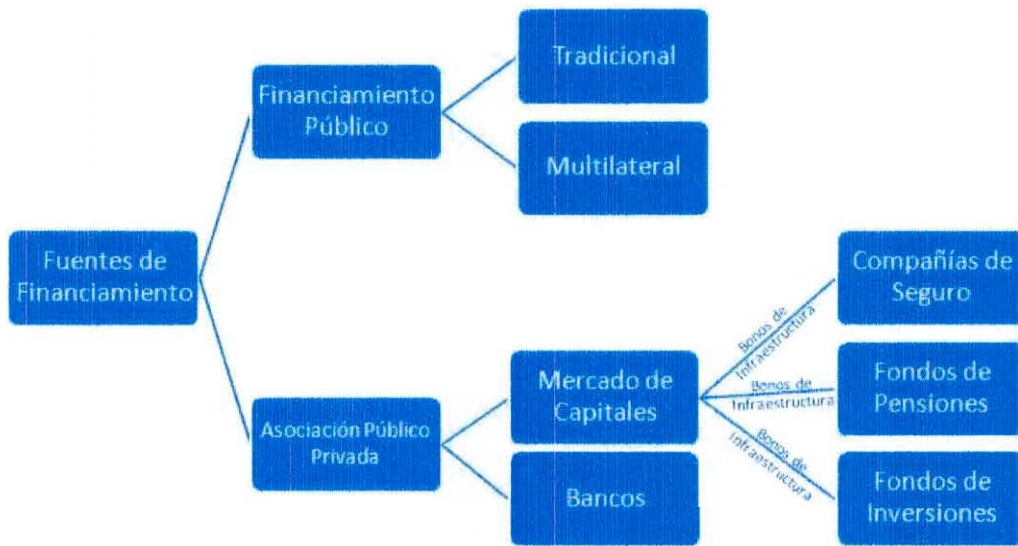 Tradicional
Financiamiento
Público
Multilateral
Fuentes de
Financiamiento
Compañías de
Seguro
Bonos de
Infraestructura
Mercado de
Capitales
Bonos de
Infraestructura
Fondos de
Pensiones
Asociación Público
Privada
Bonos de
Infraestructura
Bancos
Fondos de
Inversiones